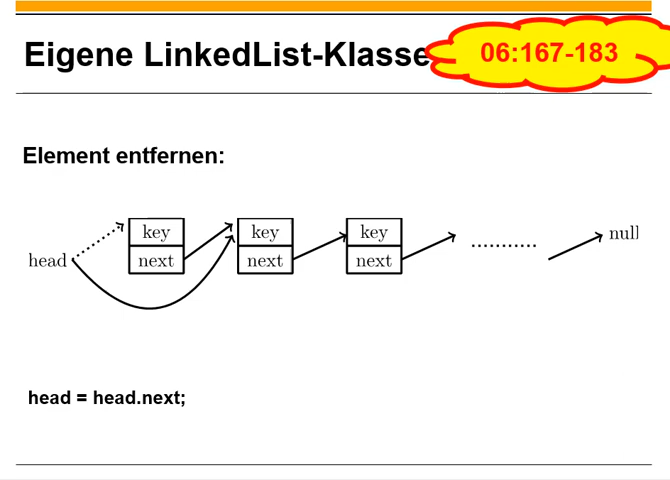 Eigene LinkedList-Klasse
06:167-183
Element entfernen:
key key key
head next next next ........... null
head = head.next;